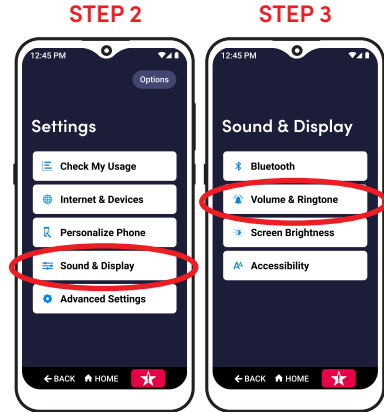 STEP 2
12:45 PM
Options
Settings
Check My Usage
Internet & Devices
Personalize Phone
Sound & Display
Advanced Settings
BACK HOME
STEP 3
12:45 PM
Sound & Display
Bluetooth
Volume & Ringtone
Screen Brightness
AA Accessibility
BACK HOME